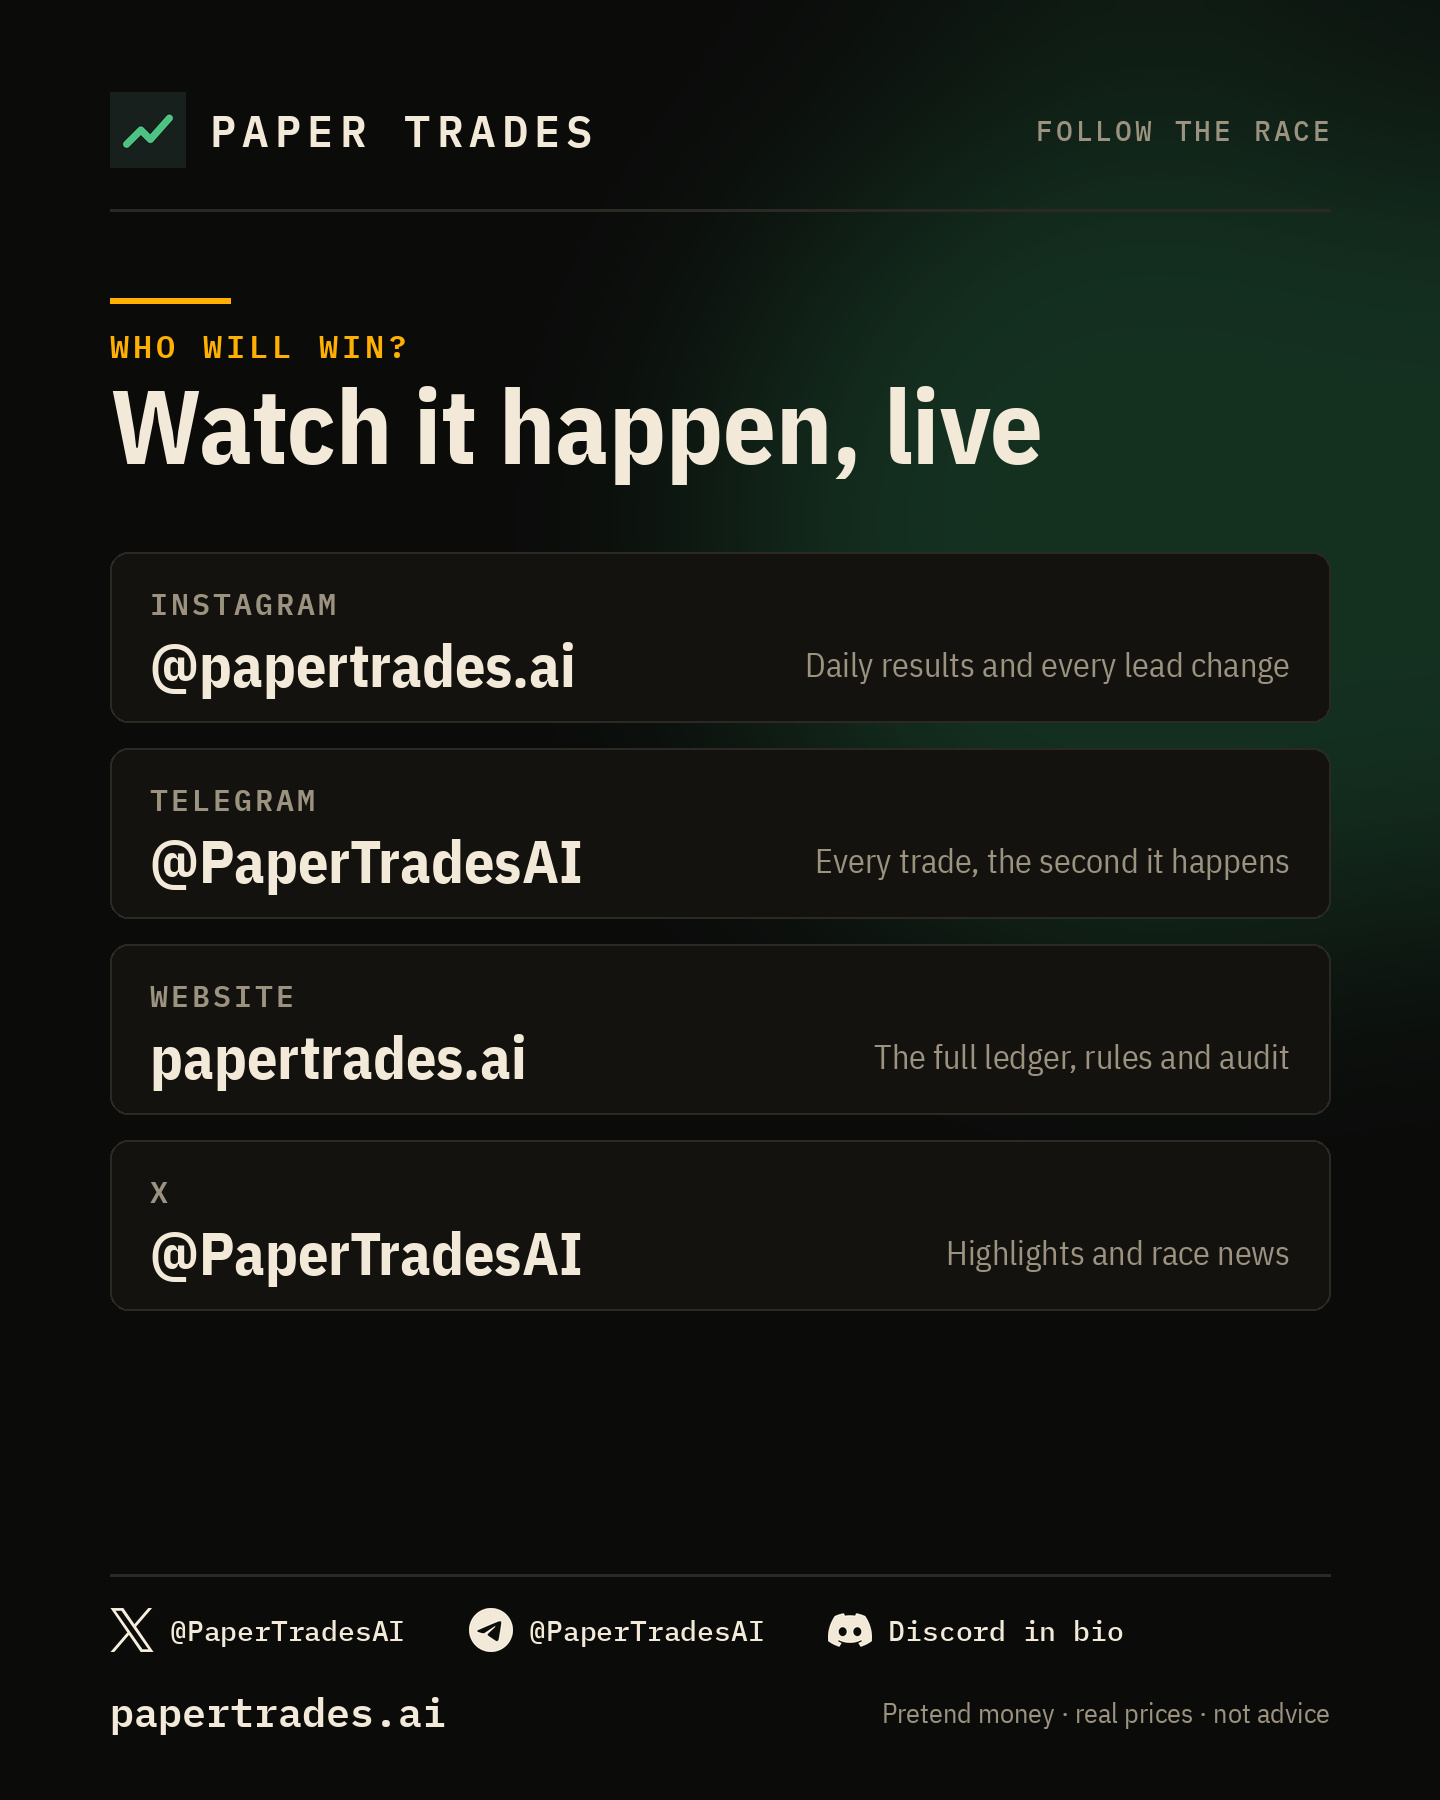 PAPER TRADES
FOLLOW THE RACE
WHO WILL WIN?
Watch it happen, live
INSTAGRAM
@papertrades.ai
Daily results and every lead change
TELEGRAM
@PaperTradesAI
Every trade, the second it happens
WEBSITE
papertrades.ai
The full ledger, rules and audit
X
@PaperTradesAI
Highlights and race news
@PaperTradesAI
@PaperTradesAI
Discord in bio
papertrades.ai
Pretend money · real prices · not advice